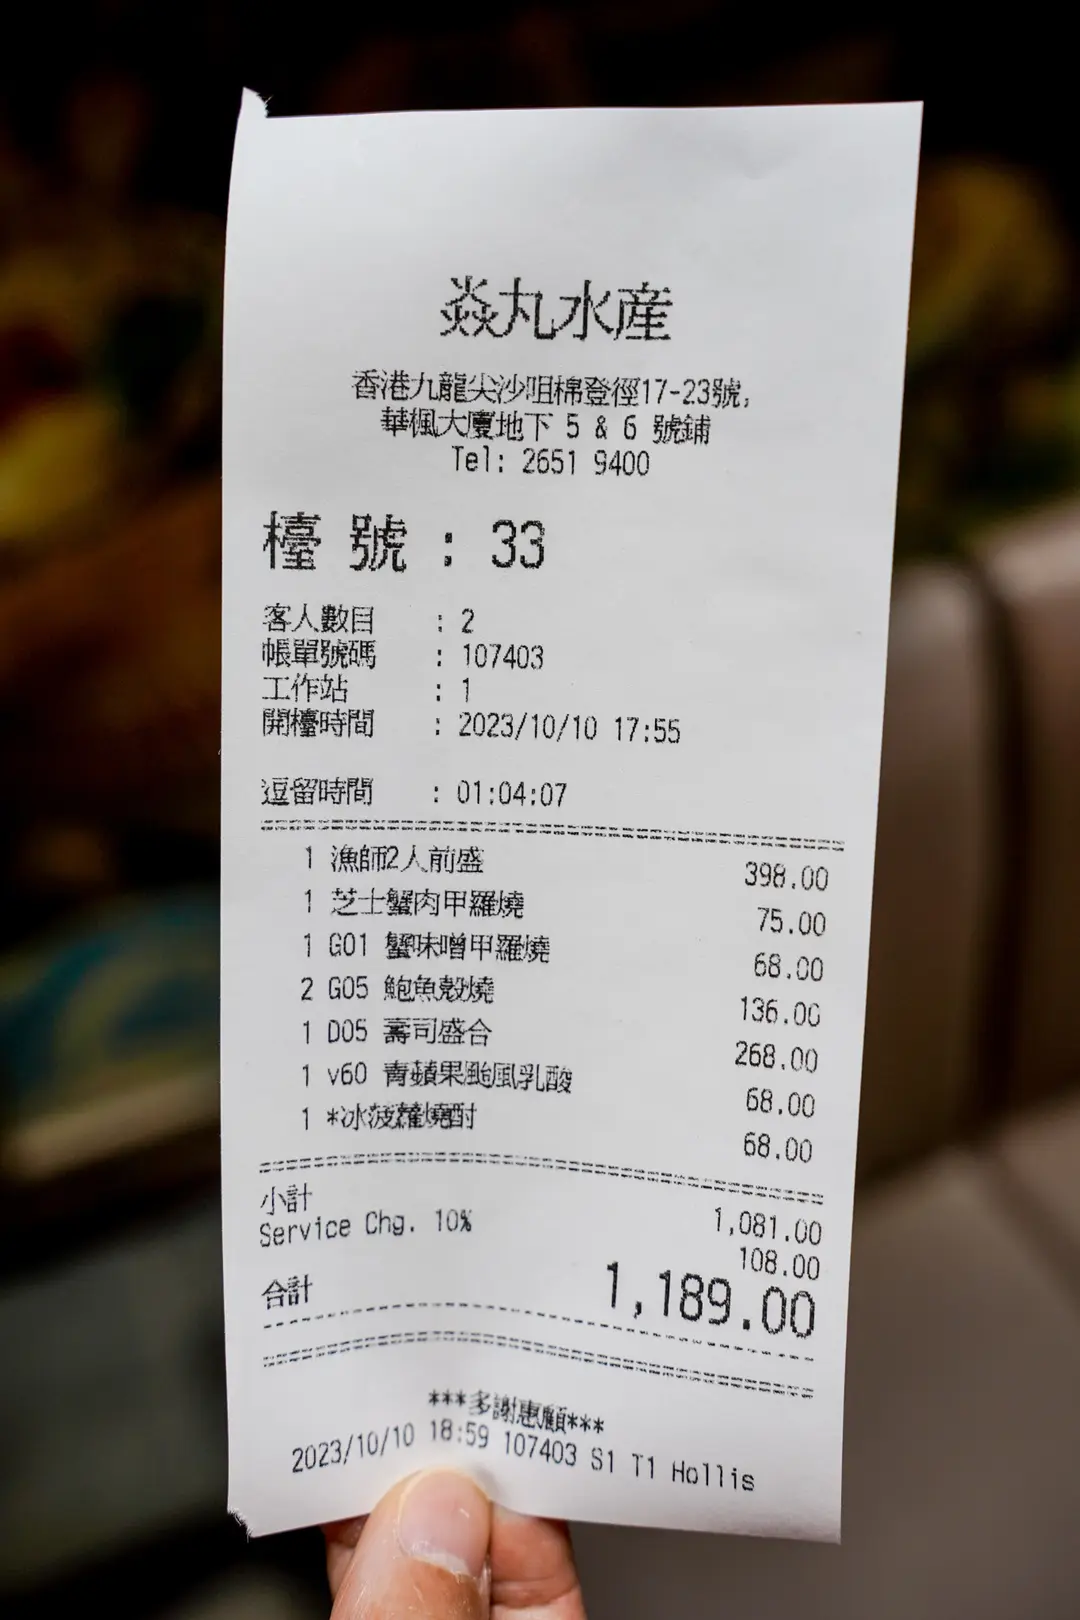 焱丸水産
香港九龍尖沙咀棉登徑17-23號,
華楓大廈地下 5 & 6 號鋪
Tel: 2651 9400
檯 號 : 33
客人數目 : 2
帳單號碼 : 107403
工作站 : 1
開檯時間 : 2023/10/10 17:55
逗留時間 : 01:04:07
1 漁師2人前盛 398.00
1 芝士蟹肉甲羅燒 75.00
1 G01 蟹味噌甲羅燒 68.00
2 G05 鮑魚殼燒 136.00
1 D05 壽司盛合 268.00
1 v60 青蘋果颱風乳酸 68.00
1 *冰菠蘿燒酎 68.00
小計 1,081.00
Service Chg. 10% 108.00
合計 1,189.00
***多謝惠顧***
2023/10/10 18:59 107403 S1 T1 Hollis